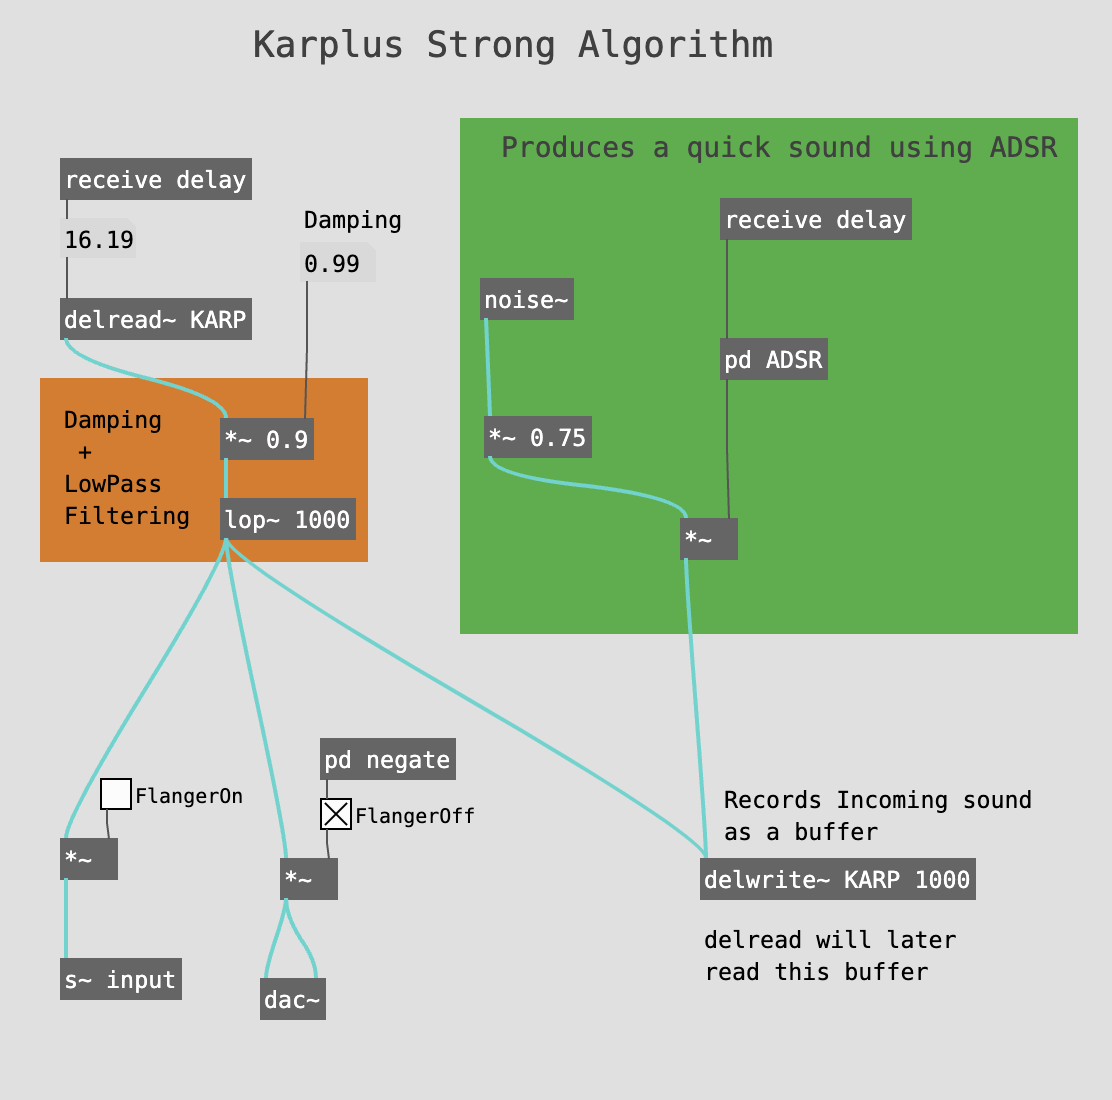 Karplus Strong Algorithm
Produces a quick sound using ADSR
receive delay
16.19
Damping
0.99
delread~ KARP
receive delay
noise~
pd ADSR
*~ 0.75
*~
Damping
+
LowPass
Filtering
*~ 0.9
lop~ 1000
pd negate
FlangerOn
FlangerOff
*~
*~
s~ input
dac~
Records Incoming sound
as a buffer
delwrite~ KARP 1000
delread will later
read this buffer